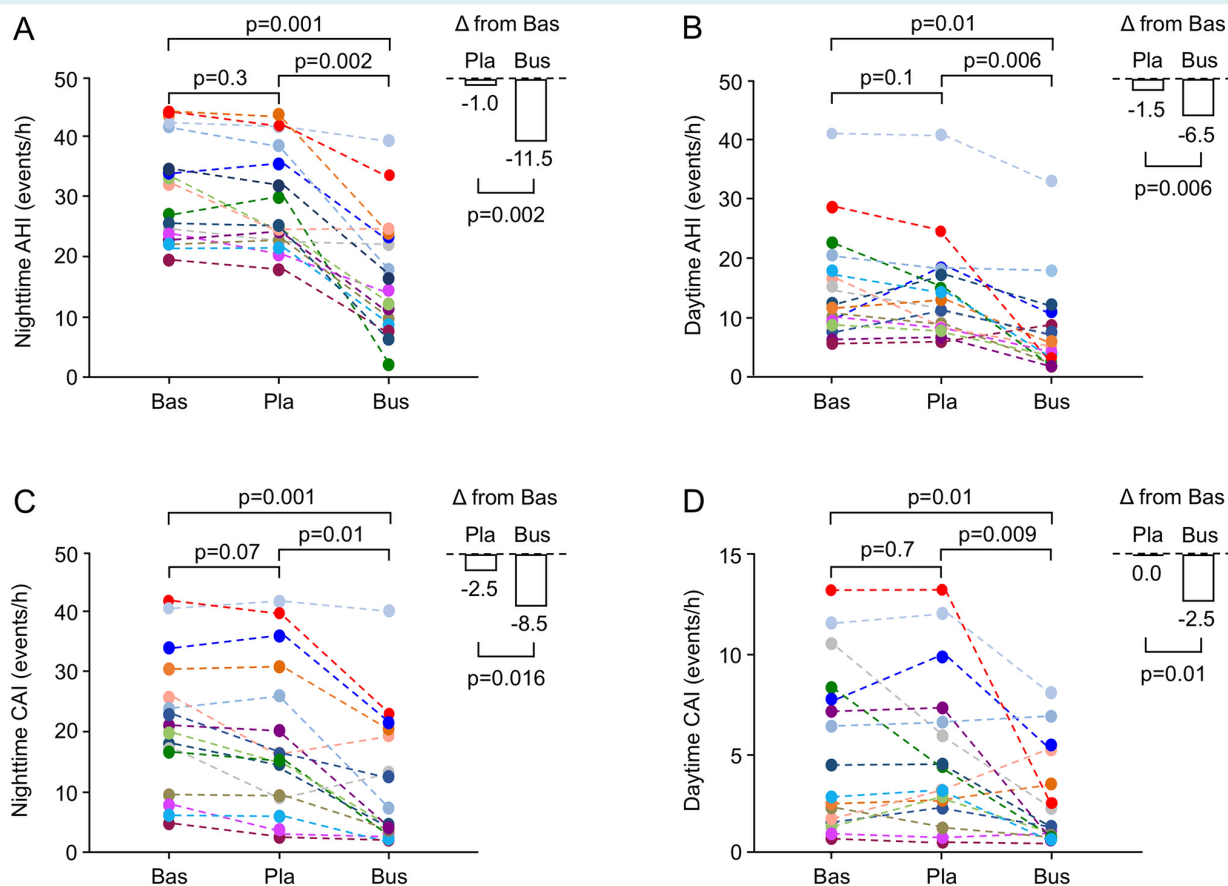 A
p=0.001
p=0.3
p=0.002
Δ from Bas
Pla Bus
-1.0
-11.5
p=0.002
Nighttime AHI (events/h)
50
40
30
20
10
0
Bas Pla Bus
B
p=0.01
p=0.1
p=0.006
Δ from Bas
Pla Bus
-1.5
-6.5
p=0.006
Daytime AHI (events/h)
50
40
30
20
10
0
Bas Pla Bus
C
p=0.001
p=0.07
p=0.01
Δ from Bas
Pla Bus
-2.5
-8.5
p=0.016
Nighttime CAI (events/h)
50
40
30
20
10
0
Bas Pla Bus
D
p=0.01
p=0.7
p=0.009
Δ from Bas
Pla Bus
0.0
-2.5
p=0.01
Daytime CAI (events/h)
15
10
5
0
Bas Pla Bus